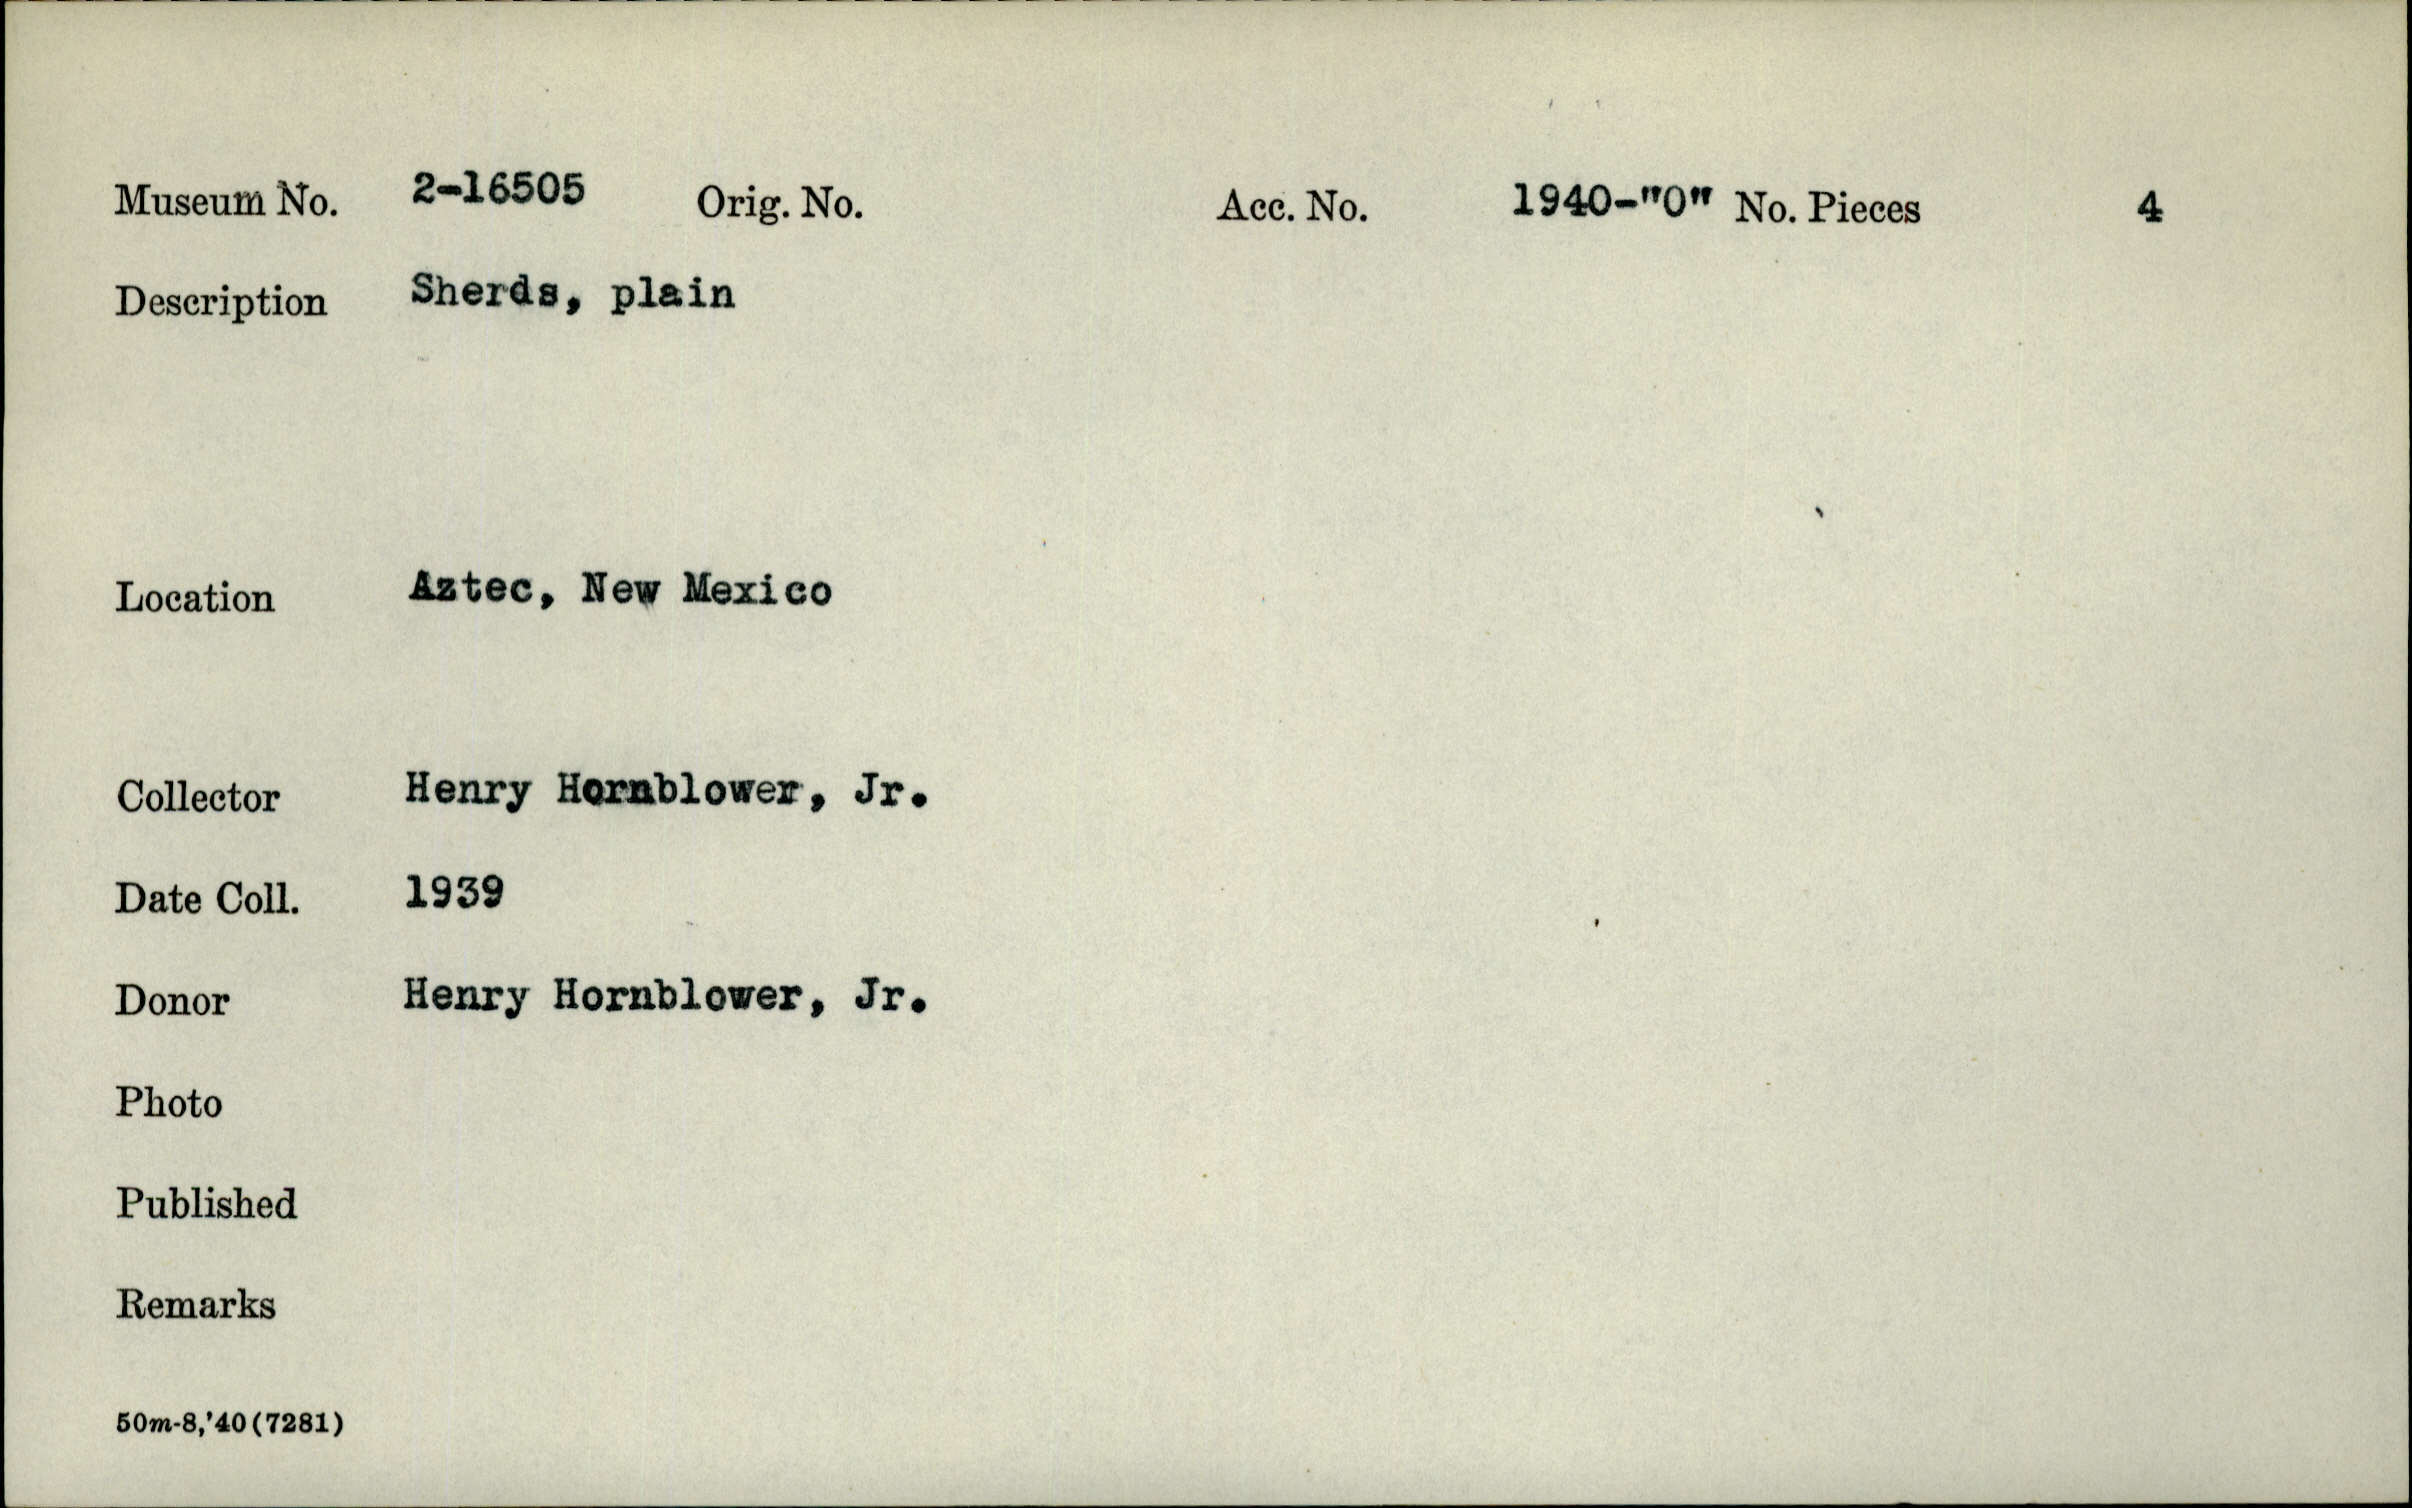 Museum No. 2-16505 Orig. No. Acc. No. 1940-"O" No. Pieces 4
Description Sherds, plain
Location Aztec, New Mexico
Collector Henry Hornblower, Jr.
Date Coll. 1939
Donor Henry Hornblower, Jr.
Photo
Published
Remarks
50m-8,'40(7281)